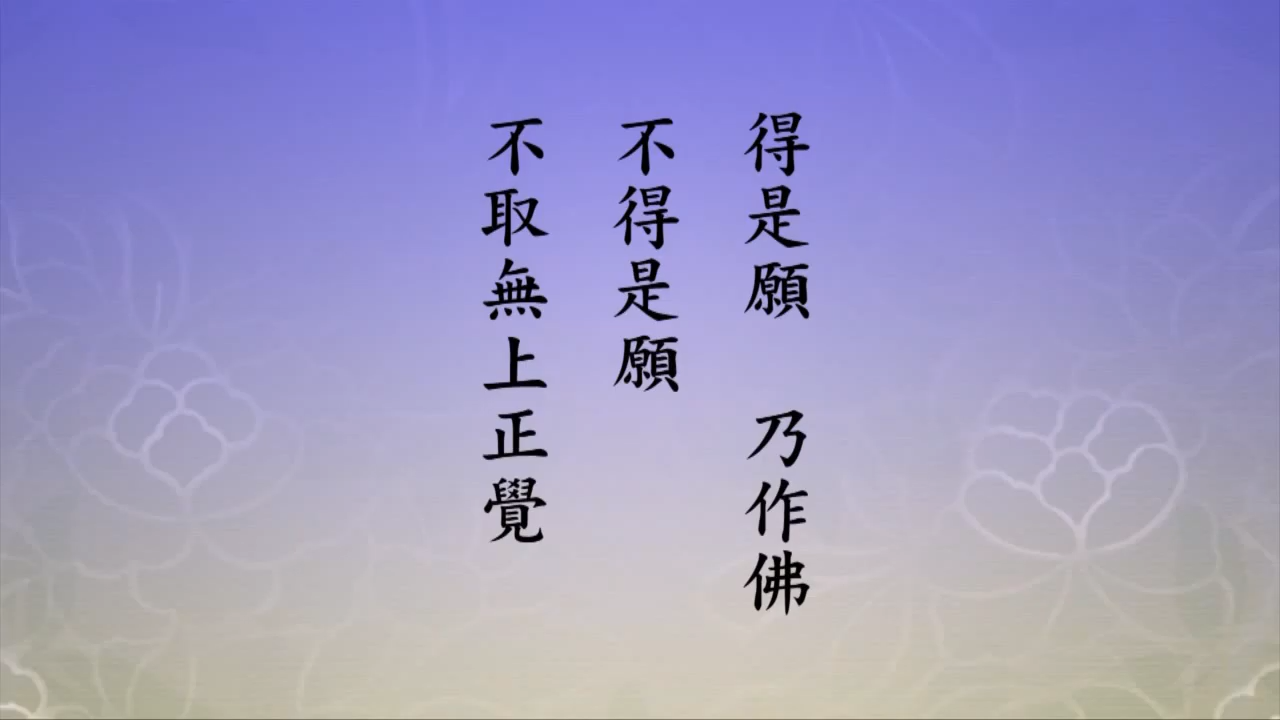 得是願　乃作佛
不得是願
不取無上正覺